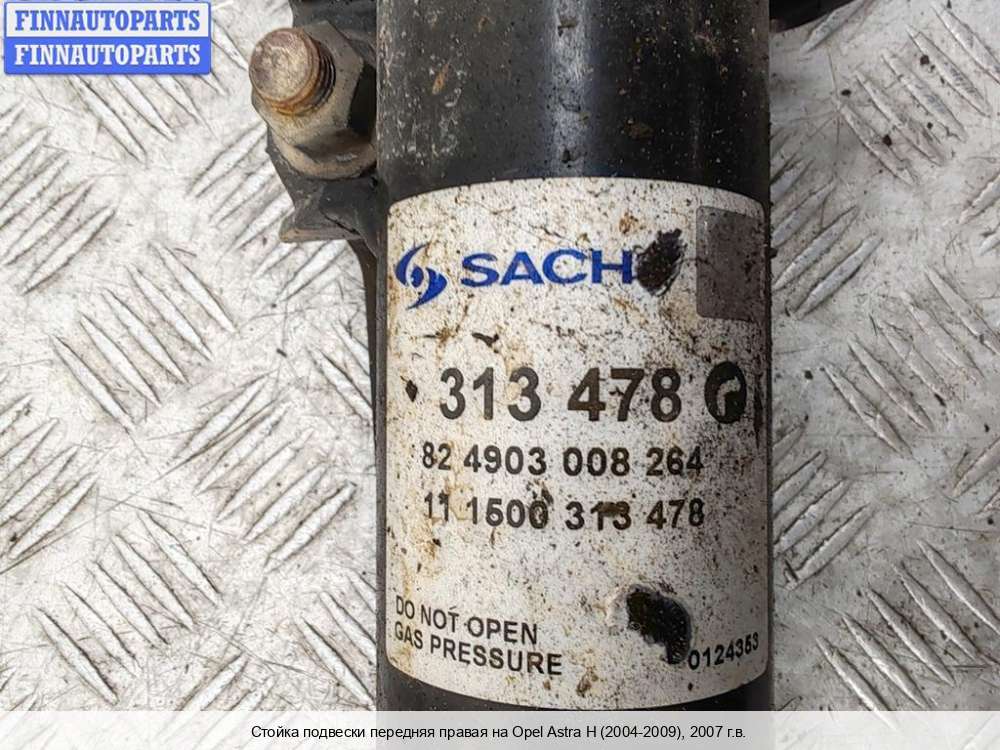 FINNAUTOPARTS
FINNAUTOPARTS
SACH
313 478
82 4903 008 264
11 1500 313 478
DO NOT OPEN
GAS PRESSURE
0124353
Стойка подвески передняя правая на Opel Astra H (2004-2009), 2007 г.в.